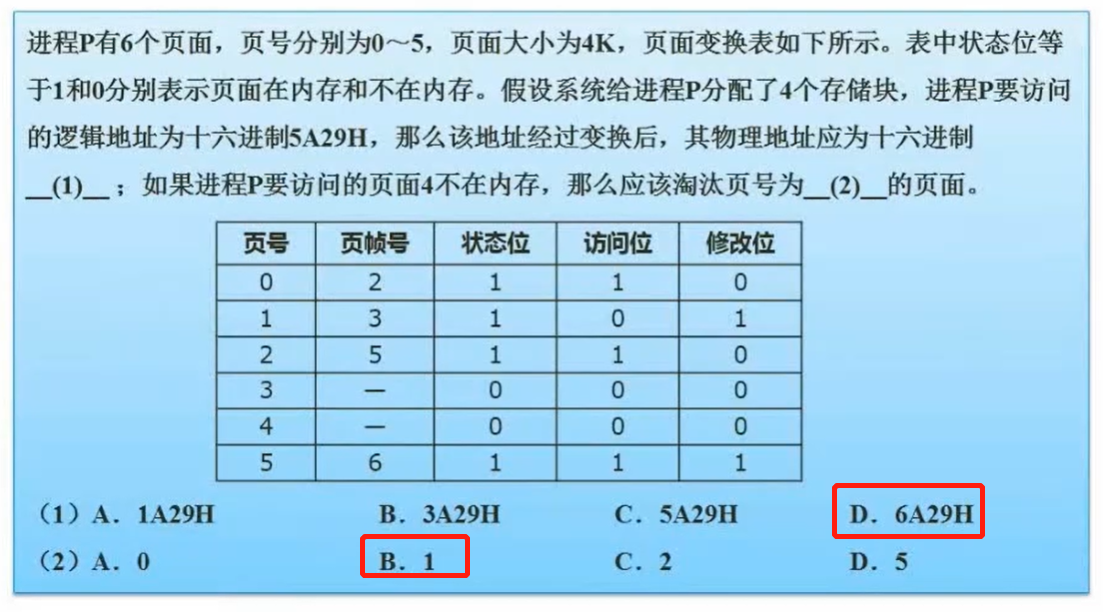 进程P有6个页面，页号分别为0～5，页面大小为4K，页面变换表如下所示。表中状态位等
于1和0分别表示页面在内存和不在内存。假设系统给进程P分配了4个存储块，进程P要访问
的逻辑地址为十六进制5A29H，那么该地址经过变换后，其物理地址应为十六进制
__(1)__ ；如果进程P要访问的页面4不在内存，那么应该淘汰页号为__(2)__的页面。
页号 页帧号 状态位 访问位 修改位
0 2 1 1 0
1 3 1 0 1
2 5 1 1 0
3 — 0 0 0
4 — 0 0 0
5 6 1 1 1
（1）A．1A29H B．3A29H C．5A29H D．6A29H
（2）A．0 B．1 C．2 D．5